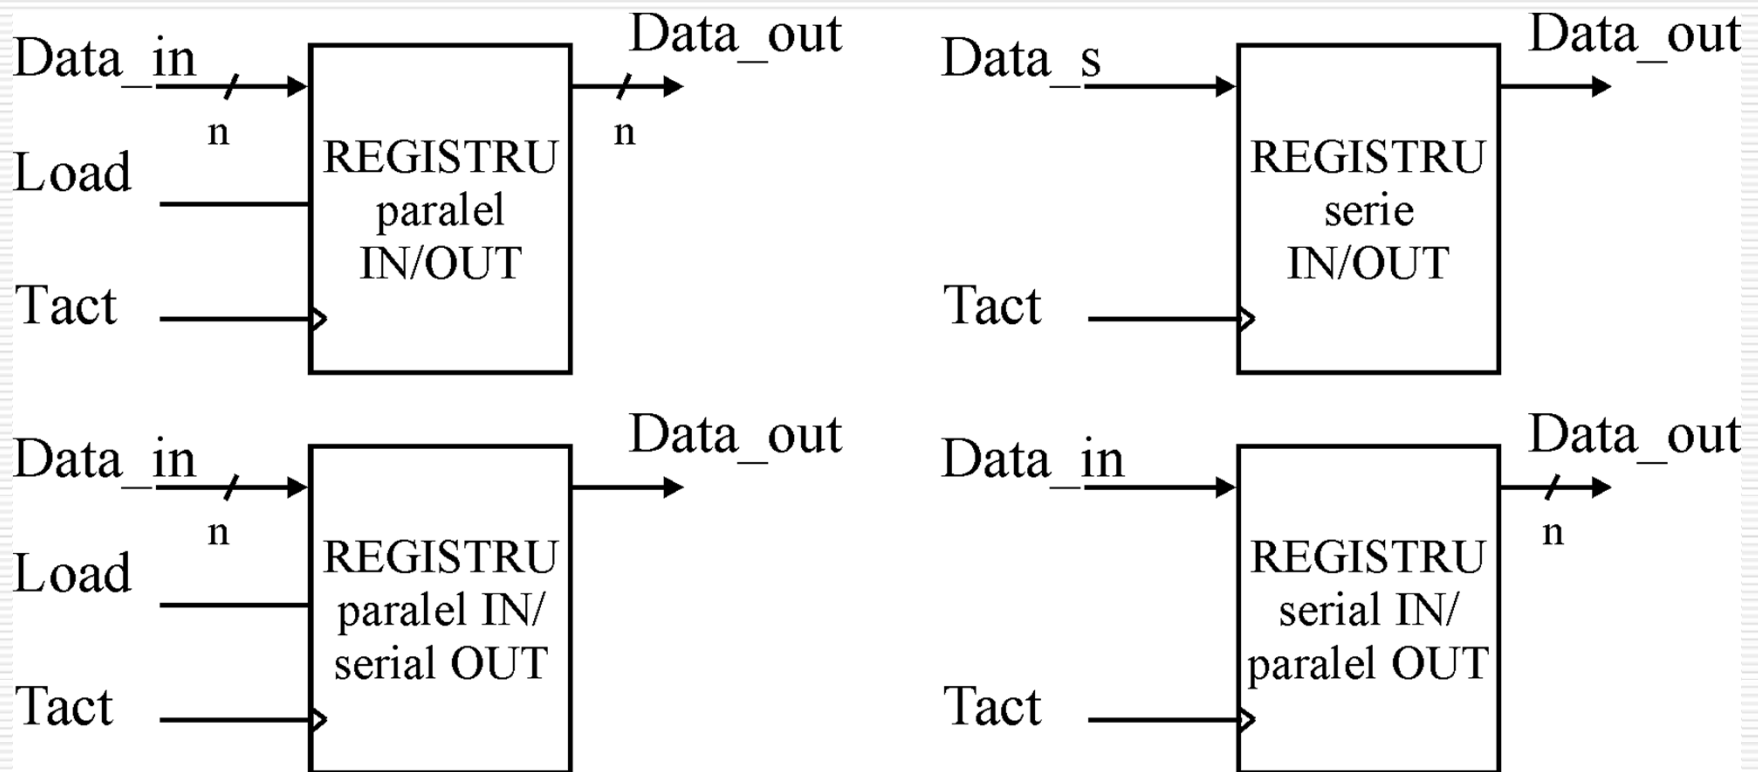 Data_in
n
Load
Tact
REGISTRU
paralel
IN/OUT
Data_out
n
Data_s
Tact
REGISTRU
serie
IN/OUT
Data_out
Data_in
n
Load
Tact
REGISTRU
paralel IN/
serial OUT
Data_out
Data_in
Tact
REGISTRU
serial IN/
paralel OUT
Data_out
n